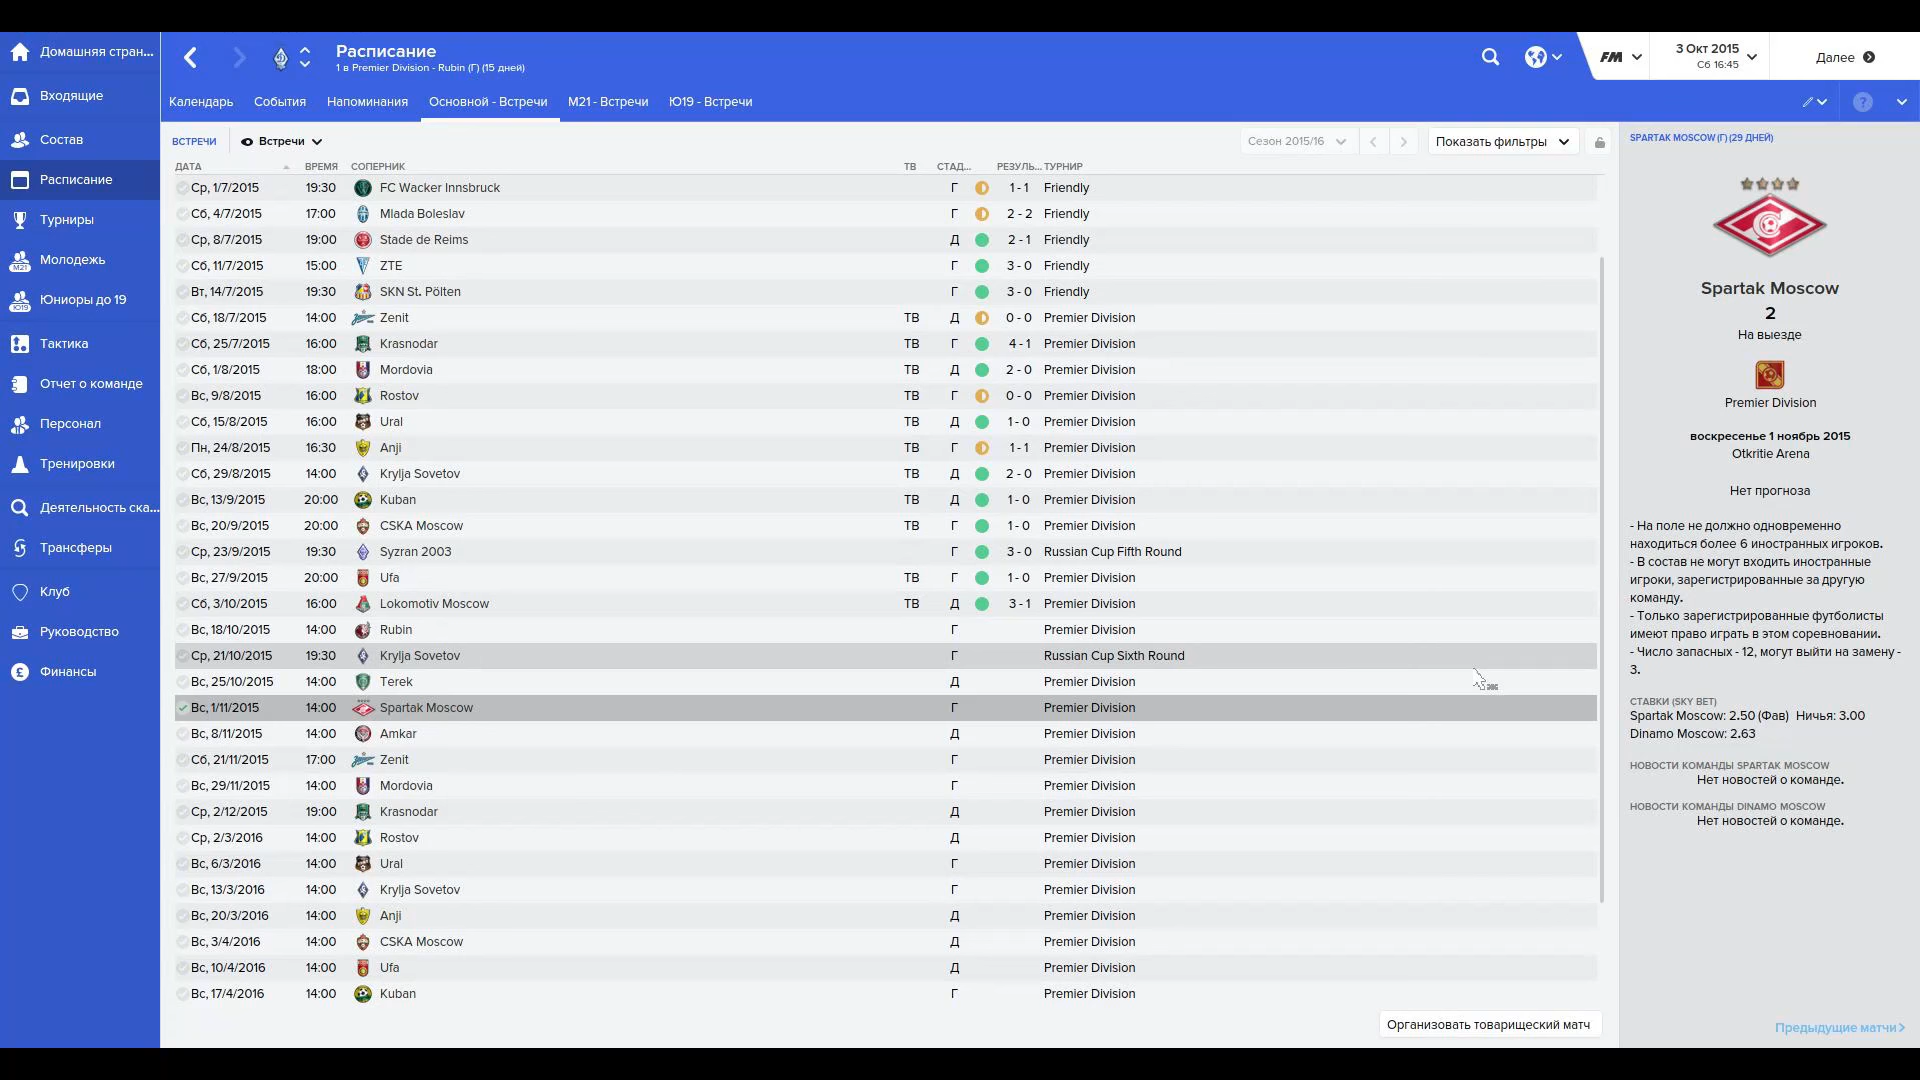 Домашняя стран...
Входящие
Состав
Расписание
Турниры
Молодежь
Юниоры до 19
Тактика
Отчет о команде
Персонал
Тренировки
Деятельность ска...
Трансферы
Клуб
Руководство
Финансы
М21
Ю19
Расписание
1 в Premier Division - Rubin (Г) (15 дней)
FM
3 Окт 2015
Сб 16:45
Далее
Календарь События Напоминания Основной - Встречи М21 - Встречи Ю19 - Встречи
?
ВСТРЕЧИ Встречи Сезон 2015/16 Показать фильтры
ДАТА ВРЕМЯ СОПЕРНИК ТВ СТАД... РЕЗУЛЬ... ТУРНИР
Ср, 1/7/2015 19:30 FC Wacker Innsbruck Г 1 - 1 Friendly
Сб, 4/7/2015 17:00 Mlada Boleslav Г 2 - 2 Friendly
Ср, 8/7/2015 19:00 Stade de Reims Д 2 - 1 Friendly
Сб, 11/7/2015 15:00 ZTE Г 3 - 0 Friendly
Вт, 14/7/2015 19:30 SKN St. Pölten Г 3 - 0 Friendly
Сб, 18/7/2015 14:00 Zenit ТВ Д 0 - 0 Premier Division
Сб, 25/7/2015 16:00 Krasnodar ТВ Г 4 - 1 Premier Division
Сб, 1/8/2015 18:00 Mordovia ТВ Д 2 - 0 Premier Division
Вс, 9/8/2015 16:00 Rostov ТВ Г 0 - 0 Premier Division
Сб, 15/8/2015 16:00 Ural ТВ Д 1 - 0 Premier Division
Пн, 24/8/2015 16:30 Anji ТВ Г 1 - 1 Premier Division
Сб, 29/8/2015 14:00 Krylja Sovetov ТВ Д 2 - 0 Premier Division
Вс, 13/9/2015 20:00 Kuban ТВ Д 1 - 0 Premier Division
Вс, 20/9/2015 20:00 CSKA Moscow ТВ Г 1 - 0 Premier Division
Ср, 23/9/2015 19:30 Syzran 2003 Г 3 - 0 Russian Cup Fifth Round
Вс, 27/9/2015 20:00 Ufa ТВ Г 1 - 0 Premier Division
Сб, 3/10/2015 16:00 Lokomotiv Moscow ТВ Д 3 - 1 Premier Division
Вс, 18/10/2015 14:00 Rubin Г Premier Division
Ср, 21/10/2015 19:30 Krylja Sovetov Г Russian Cup Sixth Round
Вс, 25/10/2015 14:00 Terek Д Premier Division
Вс, 1/11/2015 14:00 Spartak Moscow Г Premier Division
Вс, 8/11/2015 14:00 Amkar Д Premier Division
Сб, 21/11/2015 17:00 Zenit Г Premier Division
Вс, 29/11/2015 14:00 Mordovia Г Premier Division
Ср, 2/12/2015 19:00 Krasnodar Д Premier Division
Ср, 2/3/2016 14:00 Rostov Д Premier Division
Вс, 6/3/2016 14:00 Ural Г Premier Division
Вс, 13/3/2016 14:00 Krylja Sovetov Г Premier Division
Вс, 20/3/2016 14:00 Anji Д Premier Division
Вс, 3/4/2016 14:00 CSKA Moscow Д Premier Division
Вс, 10/4/2016 14:00 Ufa Д Premier Division
Вс, 17/4/2016 14:00 Kuban Г Premier Division
Организовать товарищеский матч
SPARTAK MOSCOW (Г) (29 ДНЕЙ)
Spartak Moscow
2
На выезде
Premier Division
воскресенье 1 ноябрь 2015
Otkritie Arena
Нет прогноза
- На поле не должно одновременно
находиться более 6 иностранных игроков.
- В состав не могут входить иностранные
игроки, зарегистрированные за другую
команду.
- Только зарегистрированные футболисты
имеют право играть в этом соревновании.
- Число запасных - 12, могут выйти на замену -
3.
СТАВКИ (SKY BET)
Spartak Moscow: 2.50 (Фав) Ничья: 3.00
Dinamo Moscow: 2.63
НОВОСТИ КОМАНДЫ SPARTAK MOSCOW
Нет новостей о команде.
НОВОСТИ КОМАНДЫ DINAMO MOSCOW
Нет новостей о команде.
Предыдущие матчи >